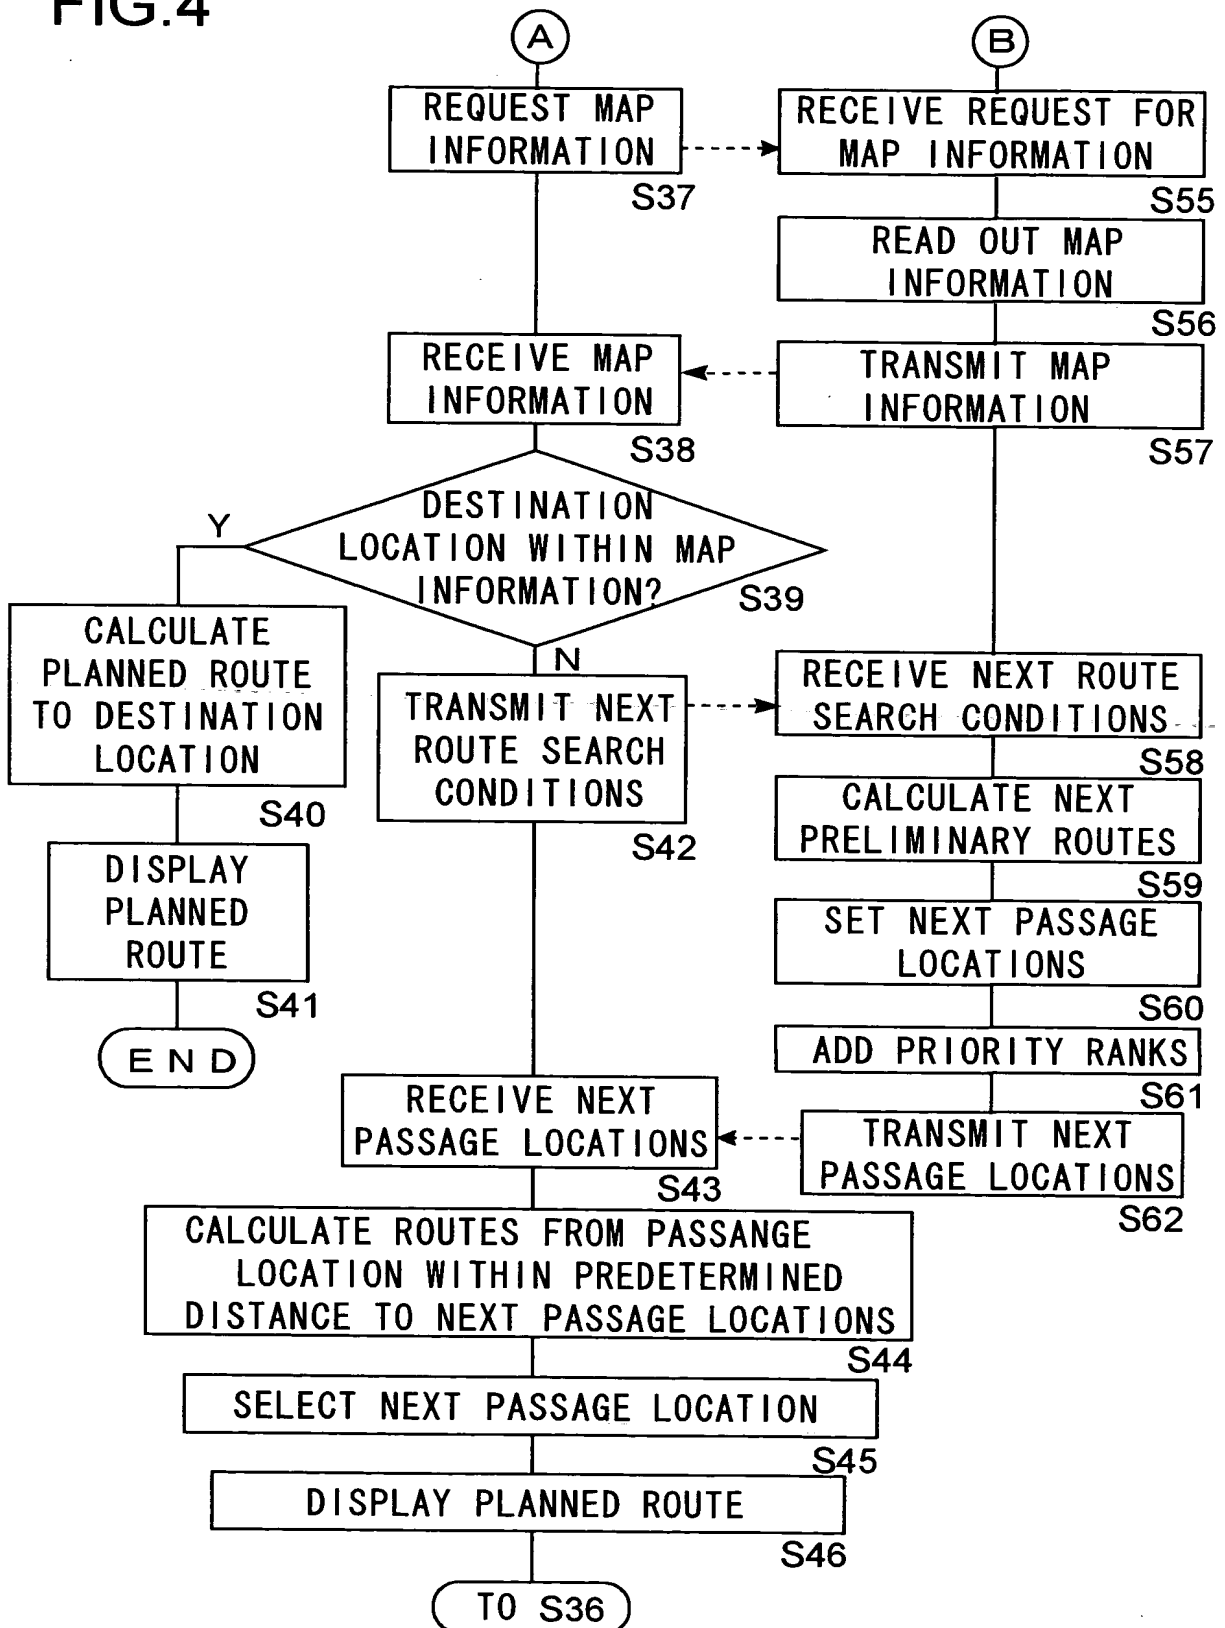 FIG.4
A
B
REQUEST MAP
INFORMATION
S37
RECEIVE REQUEST FOR
MAP INFORMATION
S55
READ OUT MAP
INFORMATION
S56
RECEIVE MAP
INFORMATION
S38
TRANSMIT MAP
INFORMATION
S57
DESTINATION
LOCATION WITHIN MAP
INFORMATION?
S39
Y
N
CALCULATE
PLANNED ROUTE
TO DESTINATION
LOCATION
S40
DISPLAY
PLANNED
ROUTE
S41
END
TRANSMIT NEXT
ROUTE SEARCH
CONDITIONS
S42
RECEIVE NEXT ROUTE
SEARCH CONDITIONS
S58
CALCULATE NEXT
PRELIMINARY ROUTES
S59
SET NEXT PASSAGE
LOCATIONS
S60
ADD PRIORITY RANKS
S61
RECEIVE NEXT
PASSAGE LOCATIONS
S43
TRANSMIT NEXT
PASSAGE LOCATIONS
S62
CALCULATE ROUTES FROM PASSANGE
LOCATION WITHIN PREDETERMINED
DISTANCE TO NEXT PASSAGE LOCATIONS
S44
SELECT NEXT PASSAGE LOCATION
S45
DISPLAY PLANNED ROUTE
S46
TO S36